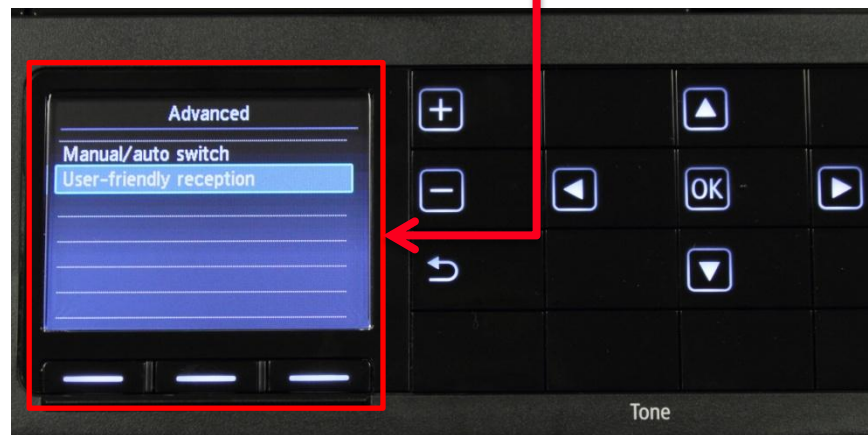 Advanced
Manual/auto switch
User-friendly reception
OK
Tone